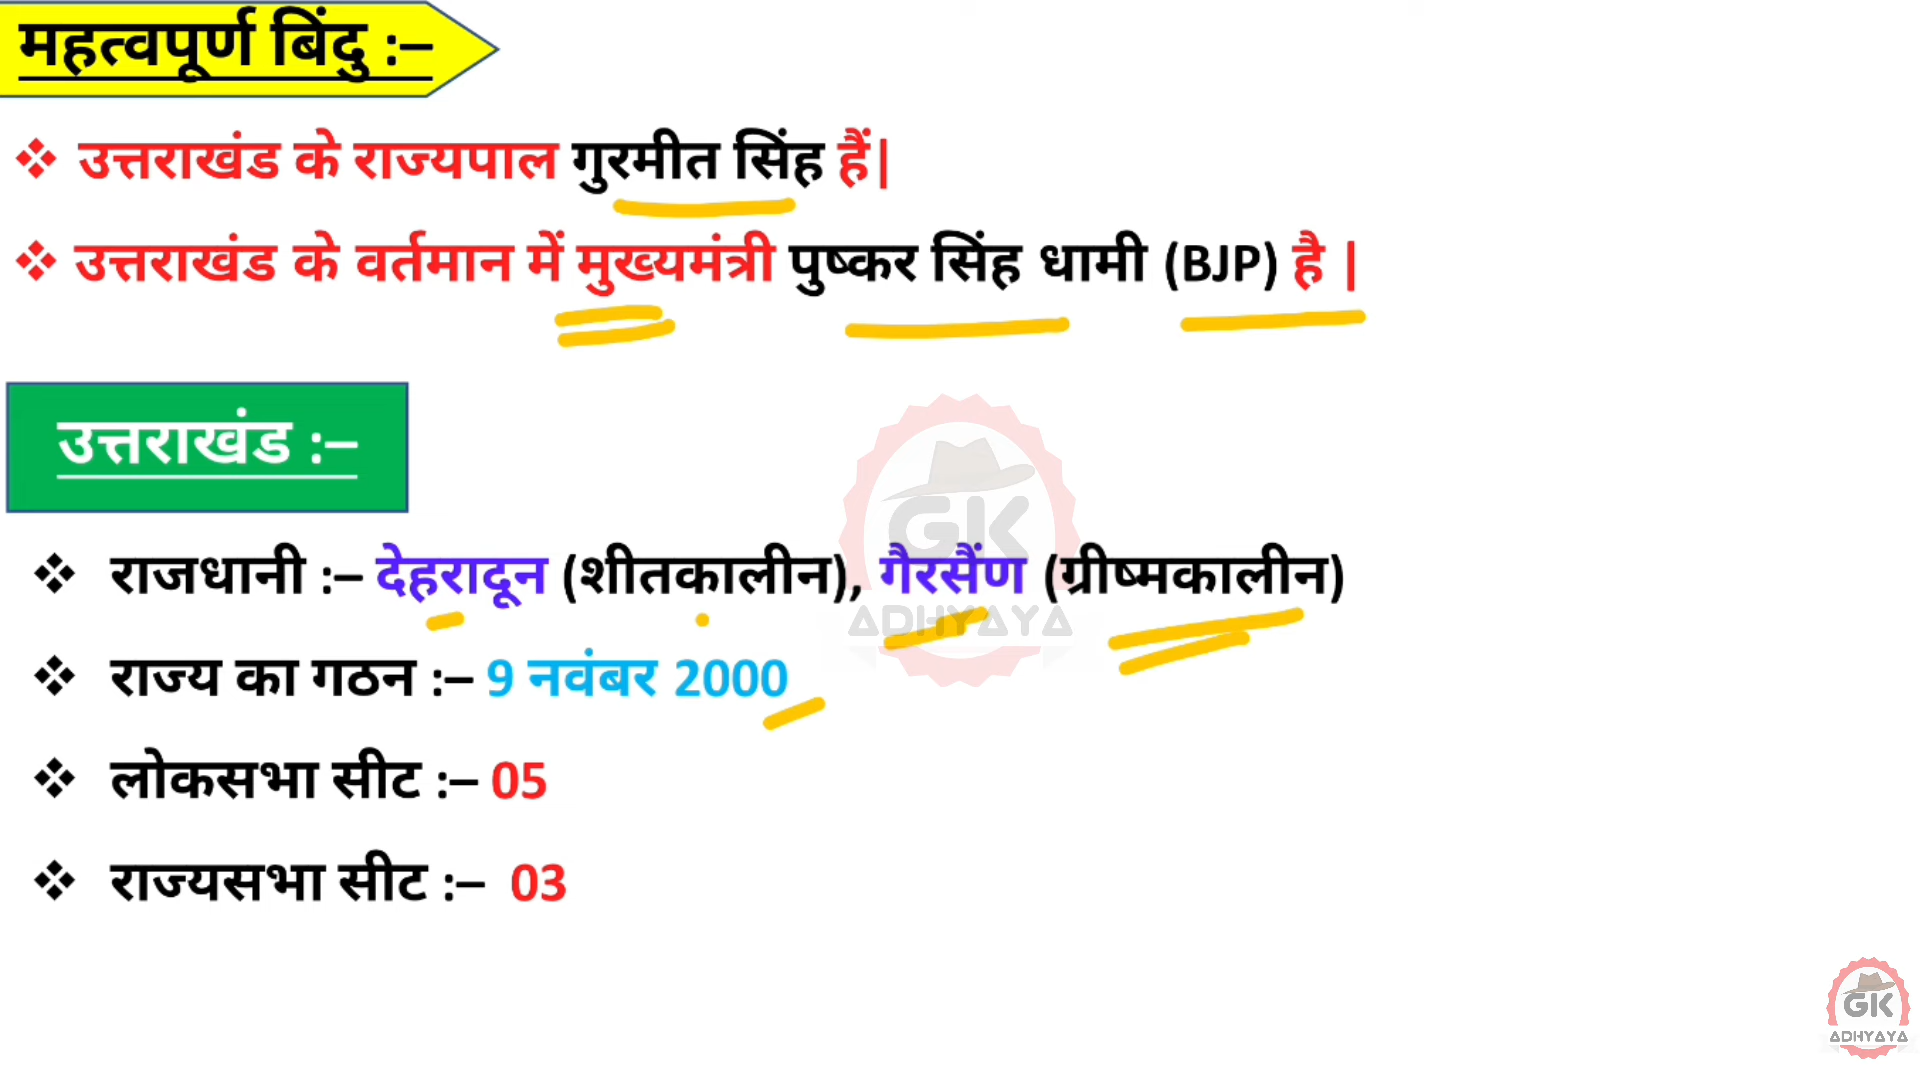 महत्वपूर्ण बिंदु :–
❖ उत्तराखंड के राज्यपाल गुरमीत सिंह हैं|
❖ उत्तराखंड के वर्तमान में मुख्यमंत्री पुष्कर सिंह धामी (BJP) है |
उत्तराखंड :–
❖ राजधानी :– देहरादून (शीतकालीन), गैरसैंण (ग्रीष्मकालीन)
❖ राज्य का गठन :– 9 नवंबर 2000
❖ लोकसभा सीट :– 05
❖ राज्यसभा सीट :– 03
GK
ADHYAYA
GK
ADHYAYA